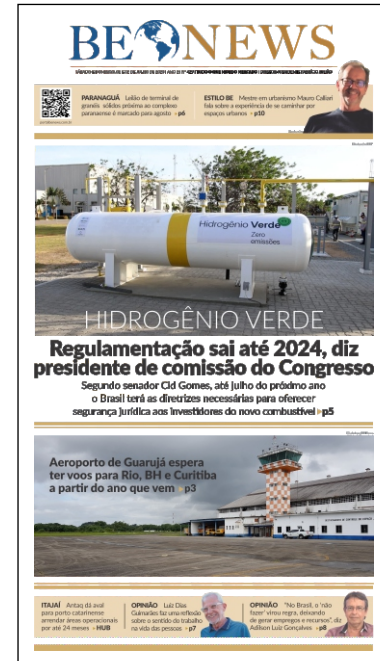 BE NEWS
PARANAGUÁ Leilão de terminal de
granéis sólidos próxima ao complexo
paranaense é marcado para agosto ▸p6
ESTILO BE Mestre em urbanismo Mauro Calliari
fala sobre a experiência de se caminhar por
espaços urbanos ▸p10
Hidrogênio Verde
Zero
emissões
HIDROGÊNIO VERDE
Regulamentação sai até 2024, diz
presidente de comissão do Congresso
Segundo senador Cid Gomes, até julho do próximo ano
o Brasil terá as diretrizes necessárias para oferecer
segurança jurídica aos investidores do novo combustível ▸p5
Aeroporto de Guarujá espera
ter voos para Rio, BH e Curitiba
a partir do ano que vem ▸p3
ITAJAÍ Antaq dá aval
para porto catarinense
arrendar áreas operacionais
por até 24 meses ▸HUB
OPINIÃO Luiz Dias
Guimarães faz uma reflexão
sobre o sentido do trabalho
na vida das pessoas ▸p7
OPINIÃO "No Brasil, o 'não
fazer' virou regra, deixando
de gerar empregos e recursos", diz
Adilson Luiz Gonçalves ▸p8